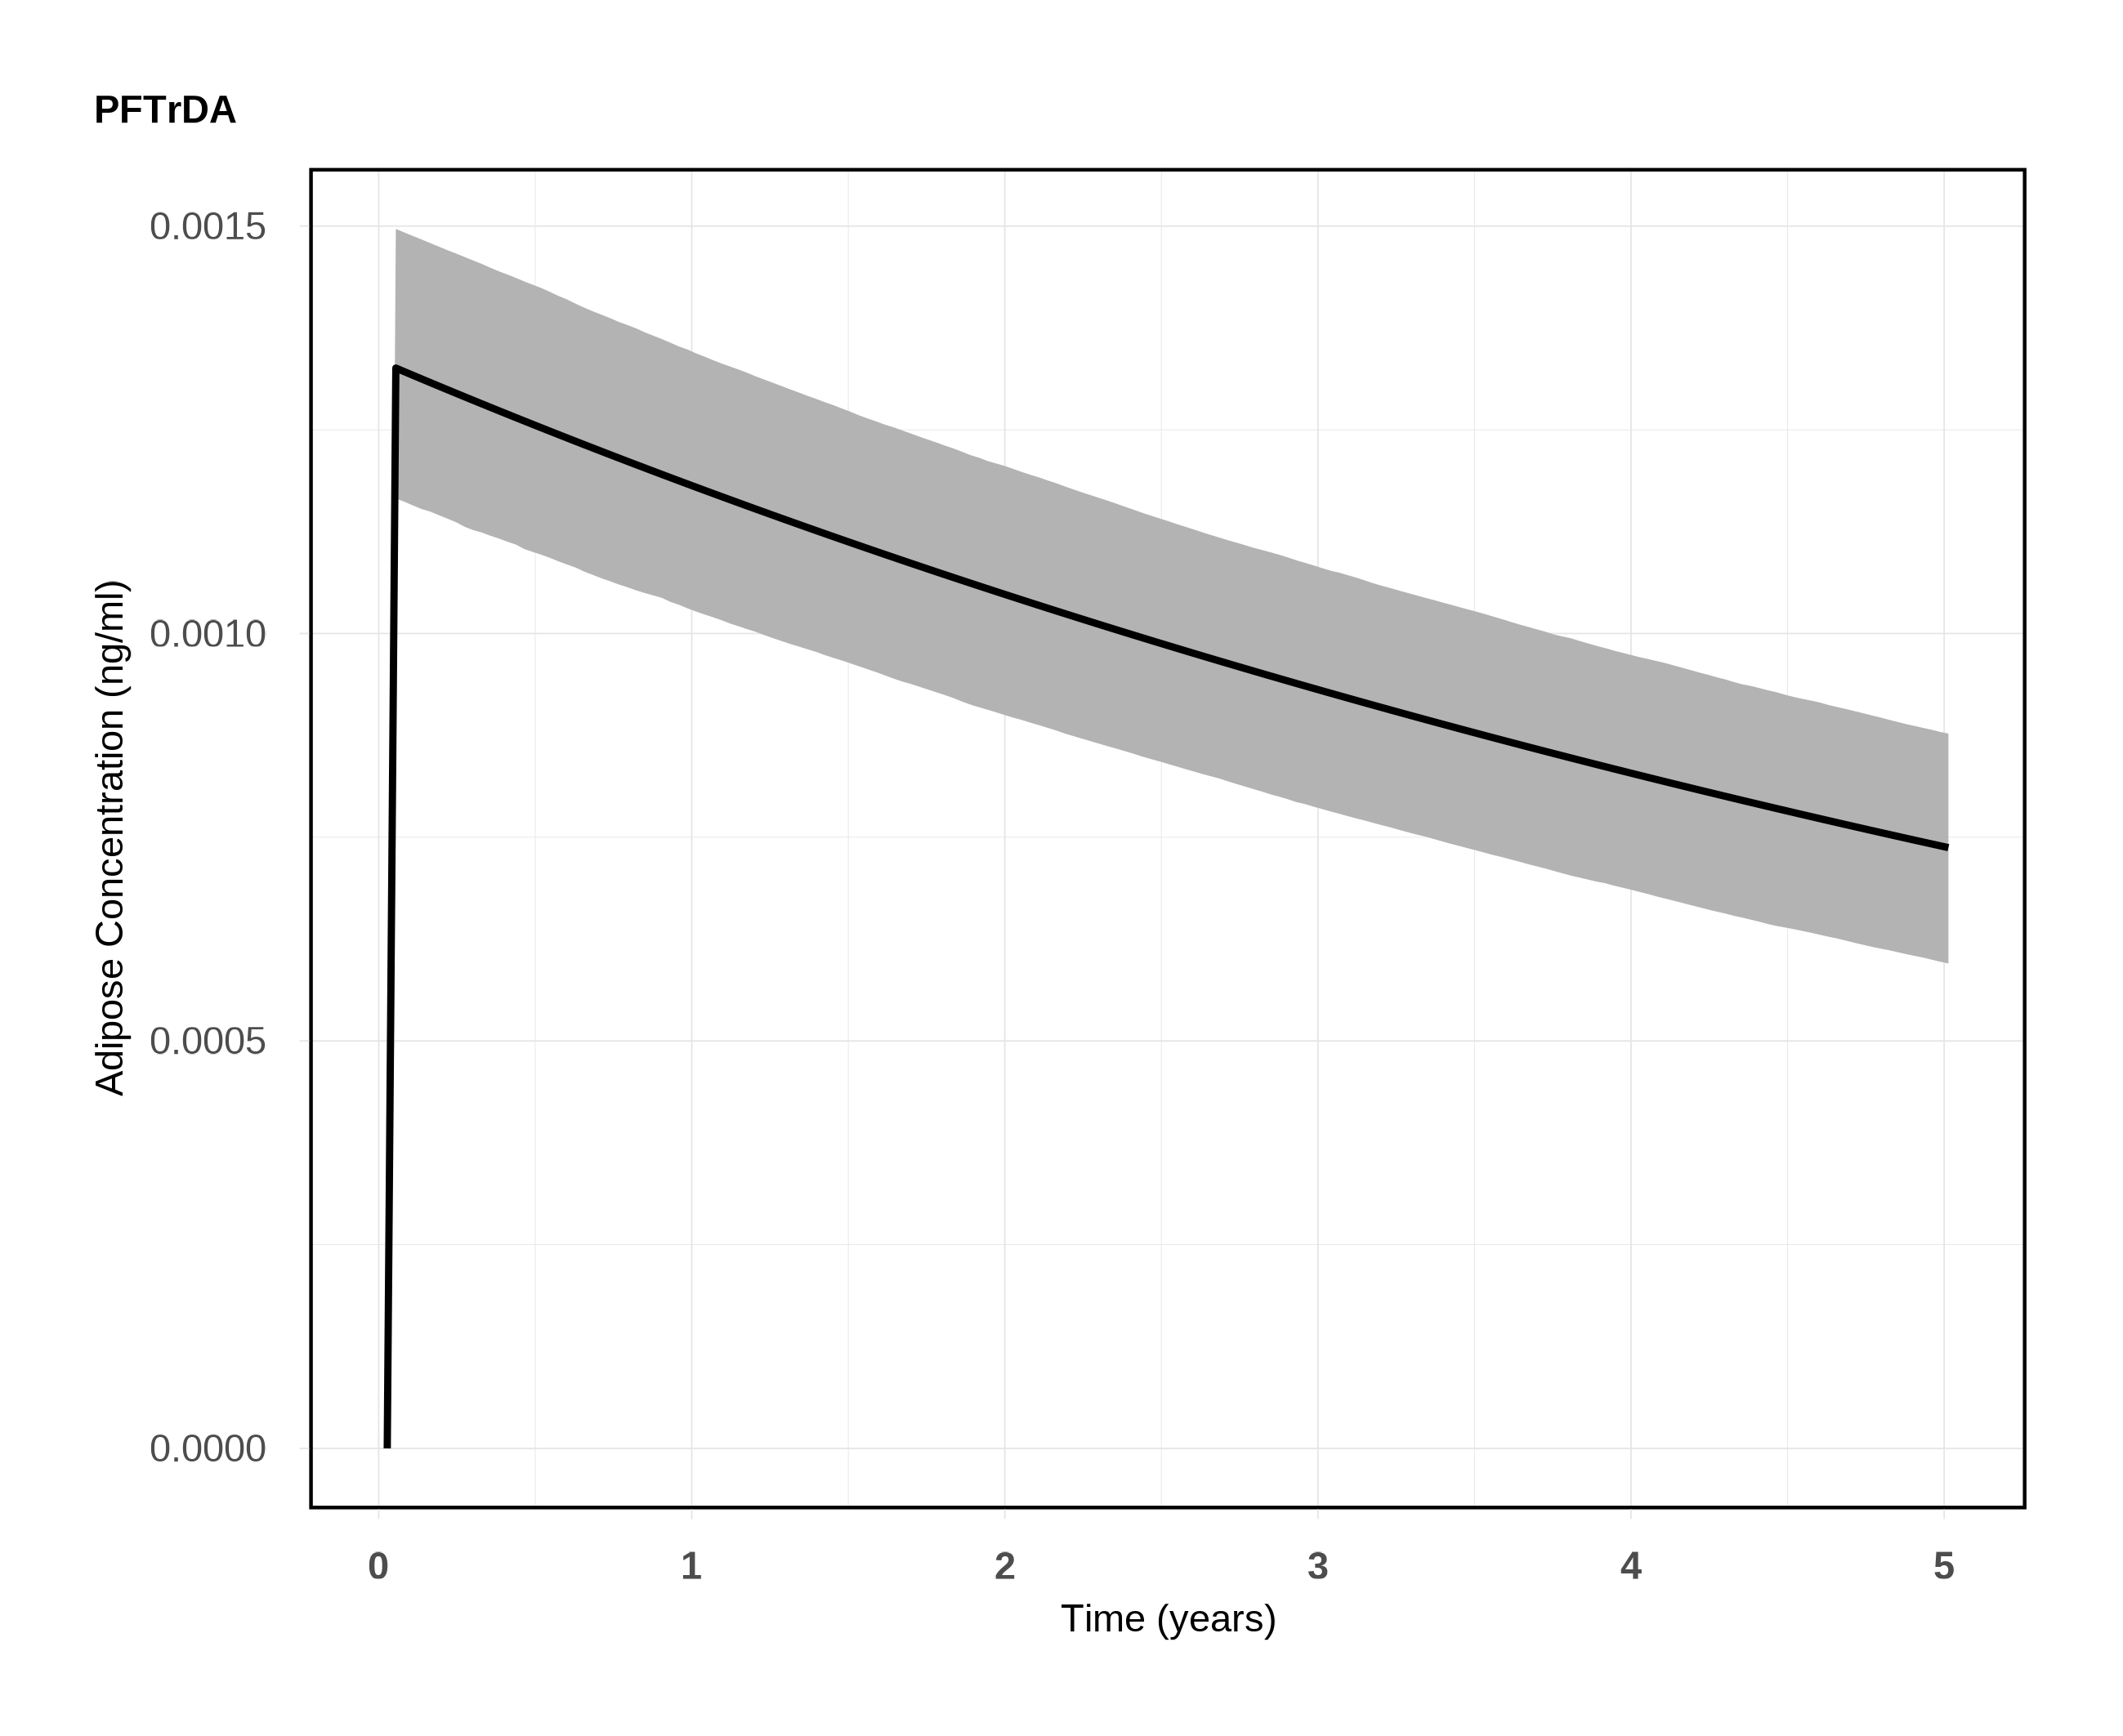 PFTrDA
Adipose Concentration (ng/ml)
0.0015
0.0010
0.0005
0.0000
0 1 2 3 4 5
Time (years)